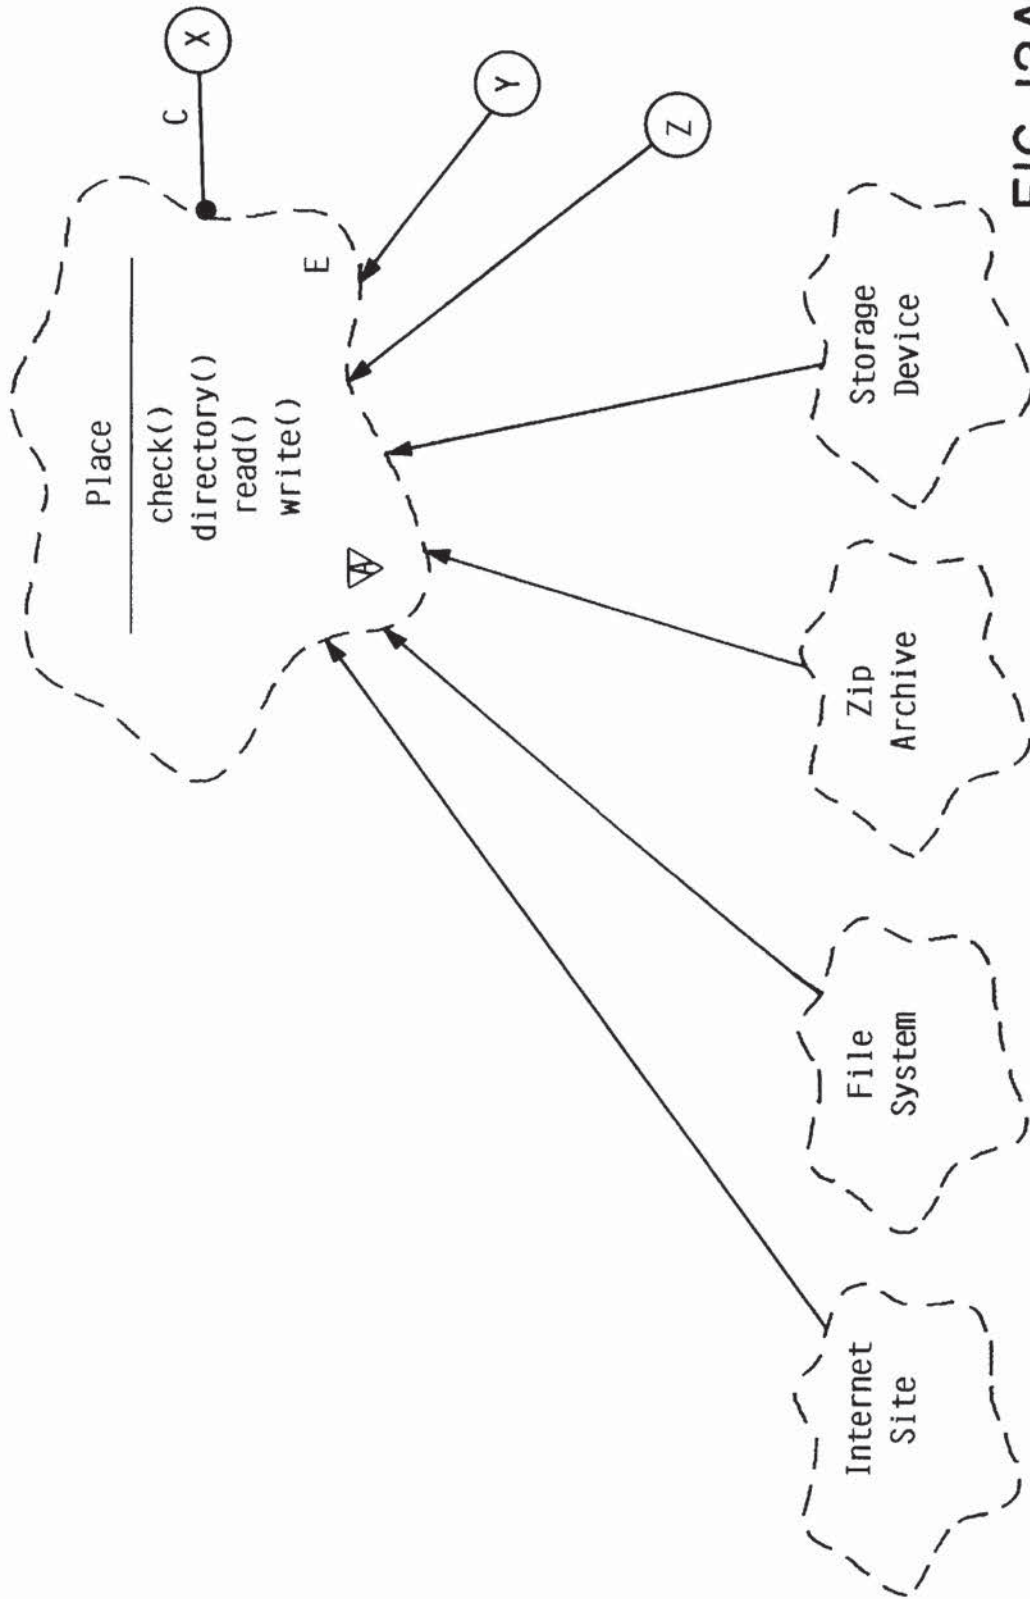 Place
check()
directory()
read()
write()
A
E
C
X
Y
Z
Internet
Site
File
System
Zip
Archive
Storage
Device